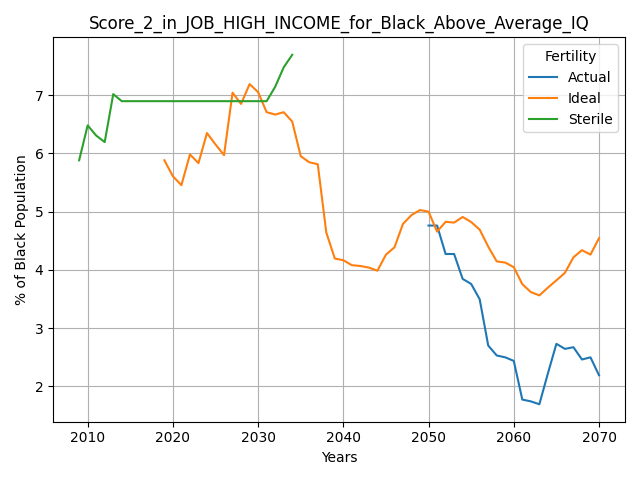 Score_2_in_JOB_HIGH_INCOME_for_Black_Above_Average_IQ
Fertility
Actual
Ideal
Sterile
% of Black Population
7
6
5
4
3
2
2010 2020 2030 2040 2050 2060 2070
Years